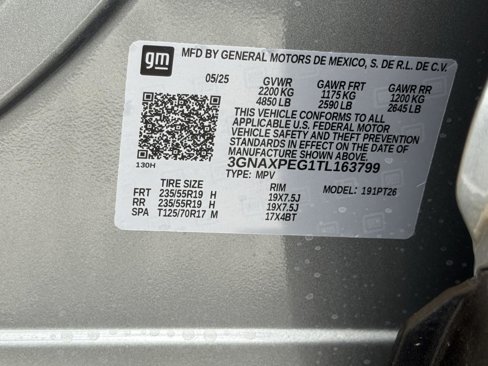 gm
MFD BY GENERAL MOTORS DE MEXICO, S. DE R.L. DE C.V.
05/25 GVWR GAWR FRT GAWR RR
2200 KG 1175 KG 1200 KG
4850 LB 2590 LB 2645 LB
THIS VEHICLE CONFORMS TO ALL
APPLICABLE U.S. FEDERAL MOTOR
VEHICLE SAFETY AND THEFT PREVENTION
STANDARDS IN EFFECT ON THE DATE OF
MANUFACTURE SHOWN ABOVE.
130H 3GNAXPEG1TL163799
TYPE: MPV
TIRE SIZE RIM MODEL: 191PT26
FRT 235/55R19 H 19X7.5J
RR 235/55R19 H 19X7.5J
SPA T125/70R17 M 17X4BT